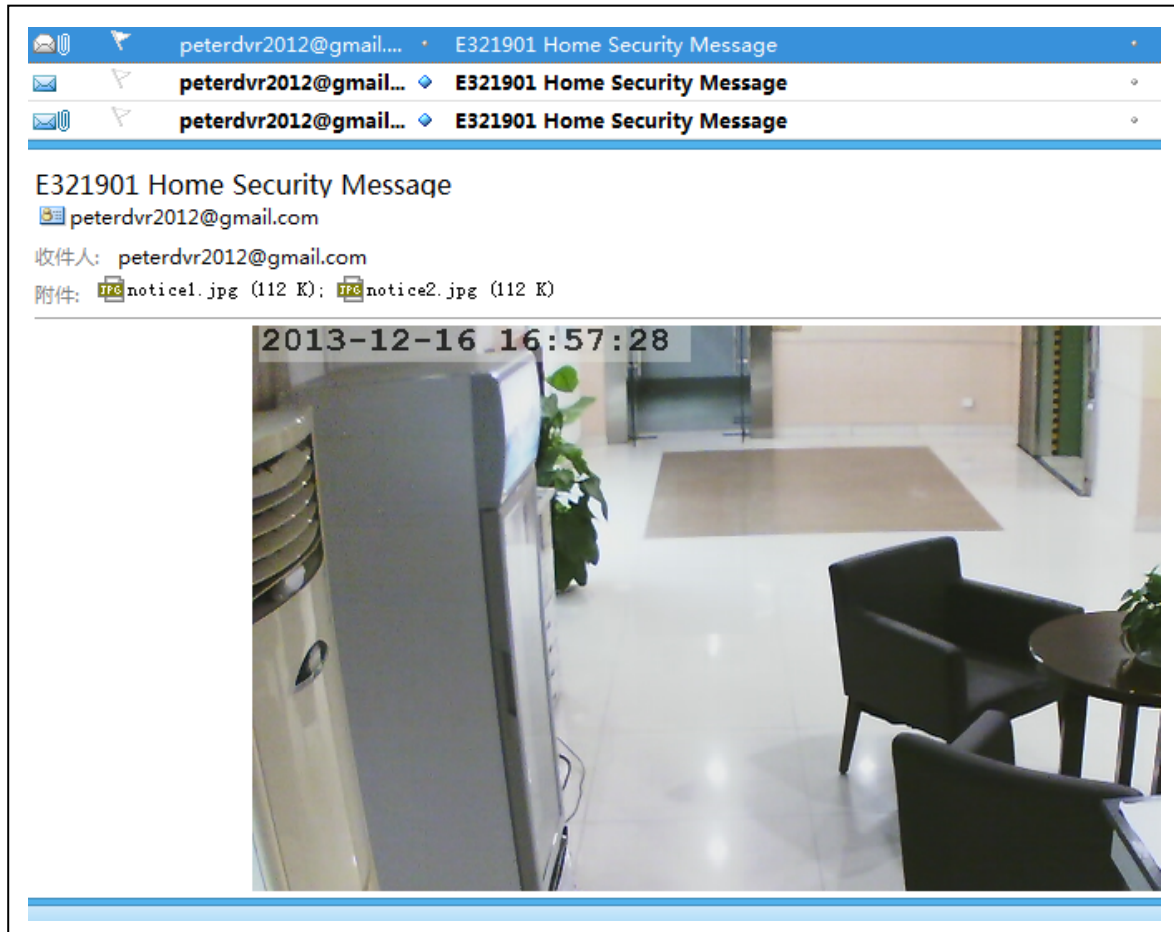 peterdvr2012@gmail.... E321901 Home Security Message
peterdvr2012@gmail... E321901 Home Security Message
peterdvr2012@gmail... E321901 Home Security Message
E321901 Home Security Message
peterdvr2012@gmail.com
收件人: peterdvr2012@gmail.com
附件: JPG notice1.jpg (112 K); JPG notice2.jpg (112 K)
2013-12-16 16:57:28